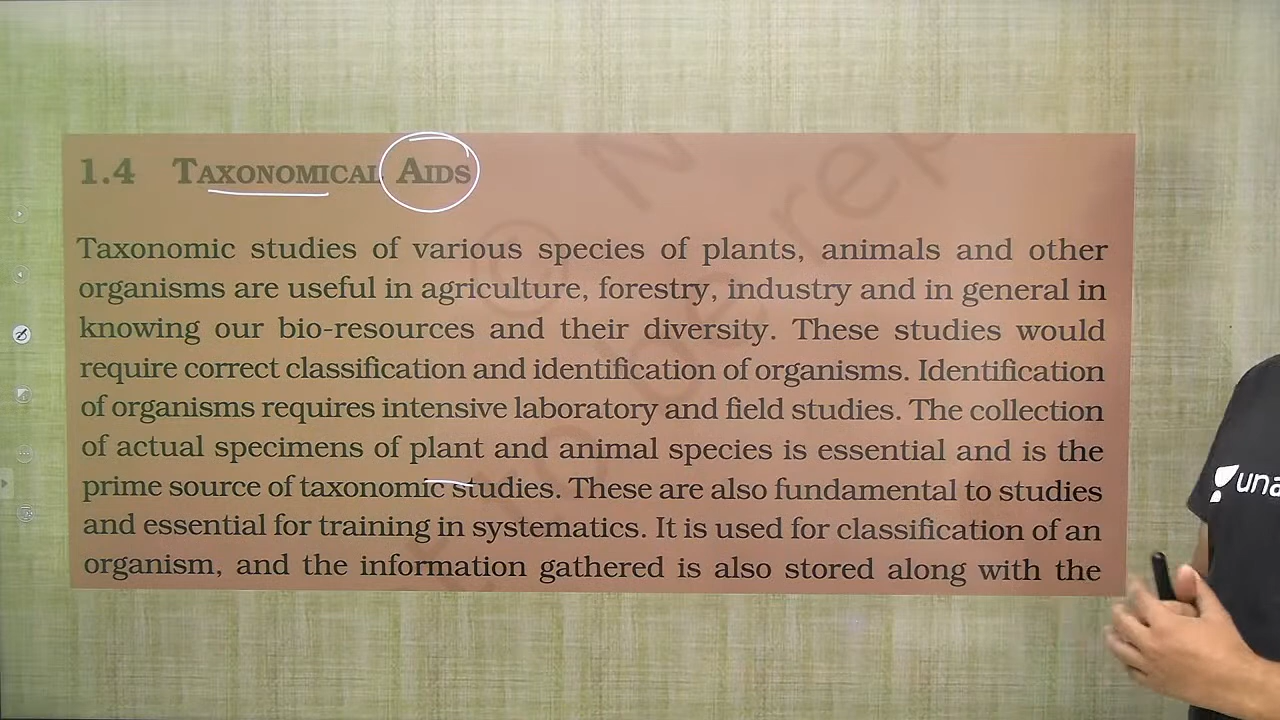 1.4 TAXONOMICAL AIDS
Taxonomic studies of various species of plants, animals and other
organisms are useful in agriculture, forestry, industry and in general in
knowing our bio-resources and their diversity. These studies would
require correct classification and identification of organisms. Identification
of organisms requires intensive laboratory and field studies. The collection
of actual specimens of plant and animal species is essential and is the
prime source of taxonomic studies. These are also fundamental to studies
and essential for training in systematics. It is used for classification of an
organism, and the information gathered is also stored along with the
una